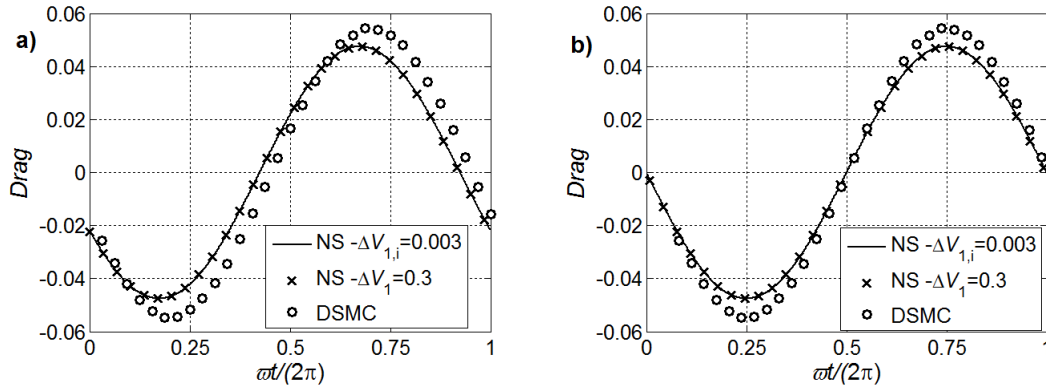 a)
Drag
0.06
0.04
0.02
0
-0.02
-0.04
-0.06
0 0.25 0.5 0.75 1
ϖt/(2π)
NS -ΔV1,i=0.003
NS -ΔV1=0.3
DSMC
b)
Drag
0.06
0.04
0.02
0
-0.02
-0.04
-0.06
0 0.25 0.5 0.75 1
ϖt/(2π)
NS -ΔV1,i=0.003
NS -ΔV1=0.3
DSMC